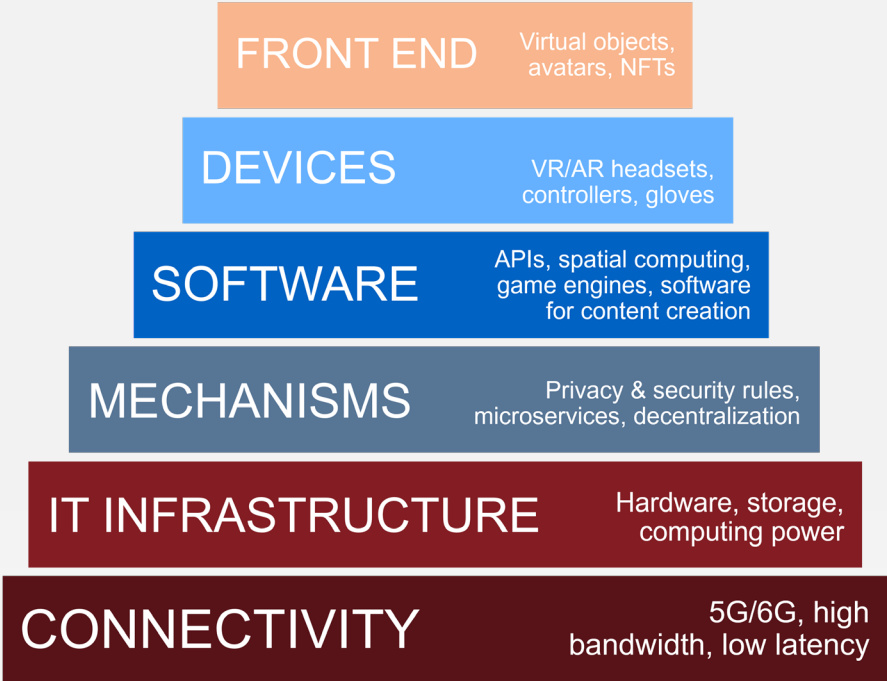 FRONT END
Virtual objects,
avatars, NFTs
DEVICES
VR/AR headsets,
controllers, gloves
SOFTWARE
APIs, spatial computing,
game engines, software
for content creation
MECHANISMS
Privacy & security rules,
microservices, decentralization
IT INFRASTRUCTURE
Hardware, storage,
computing power
CONNECTIVITY
5G/6G, high
bandwidth, low latency